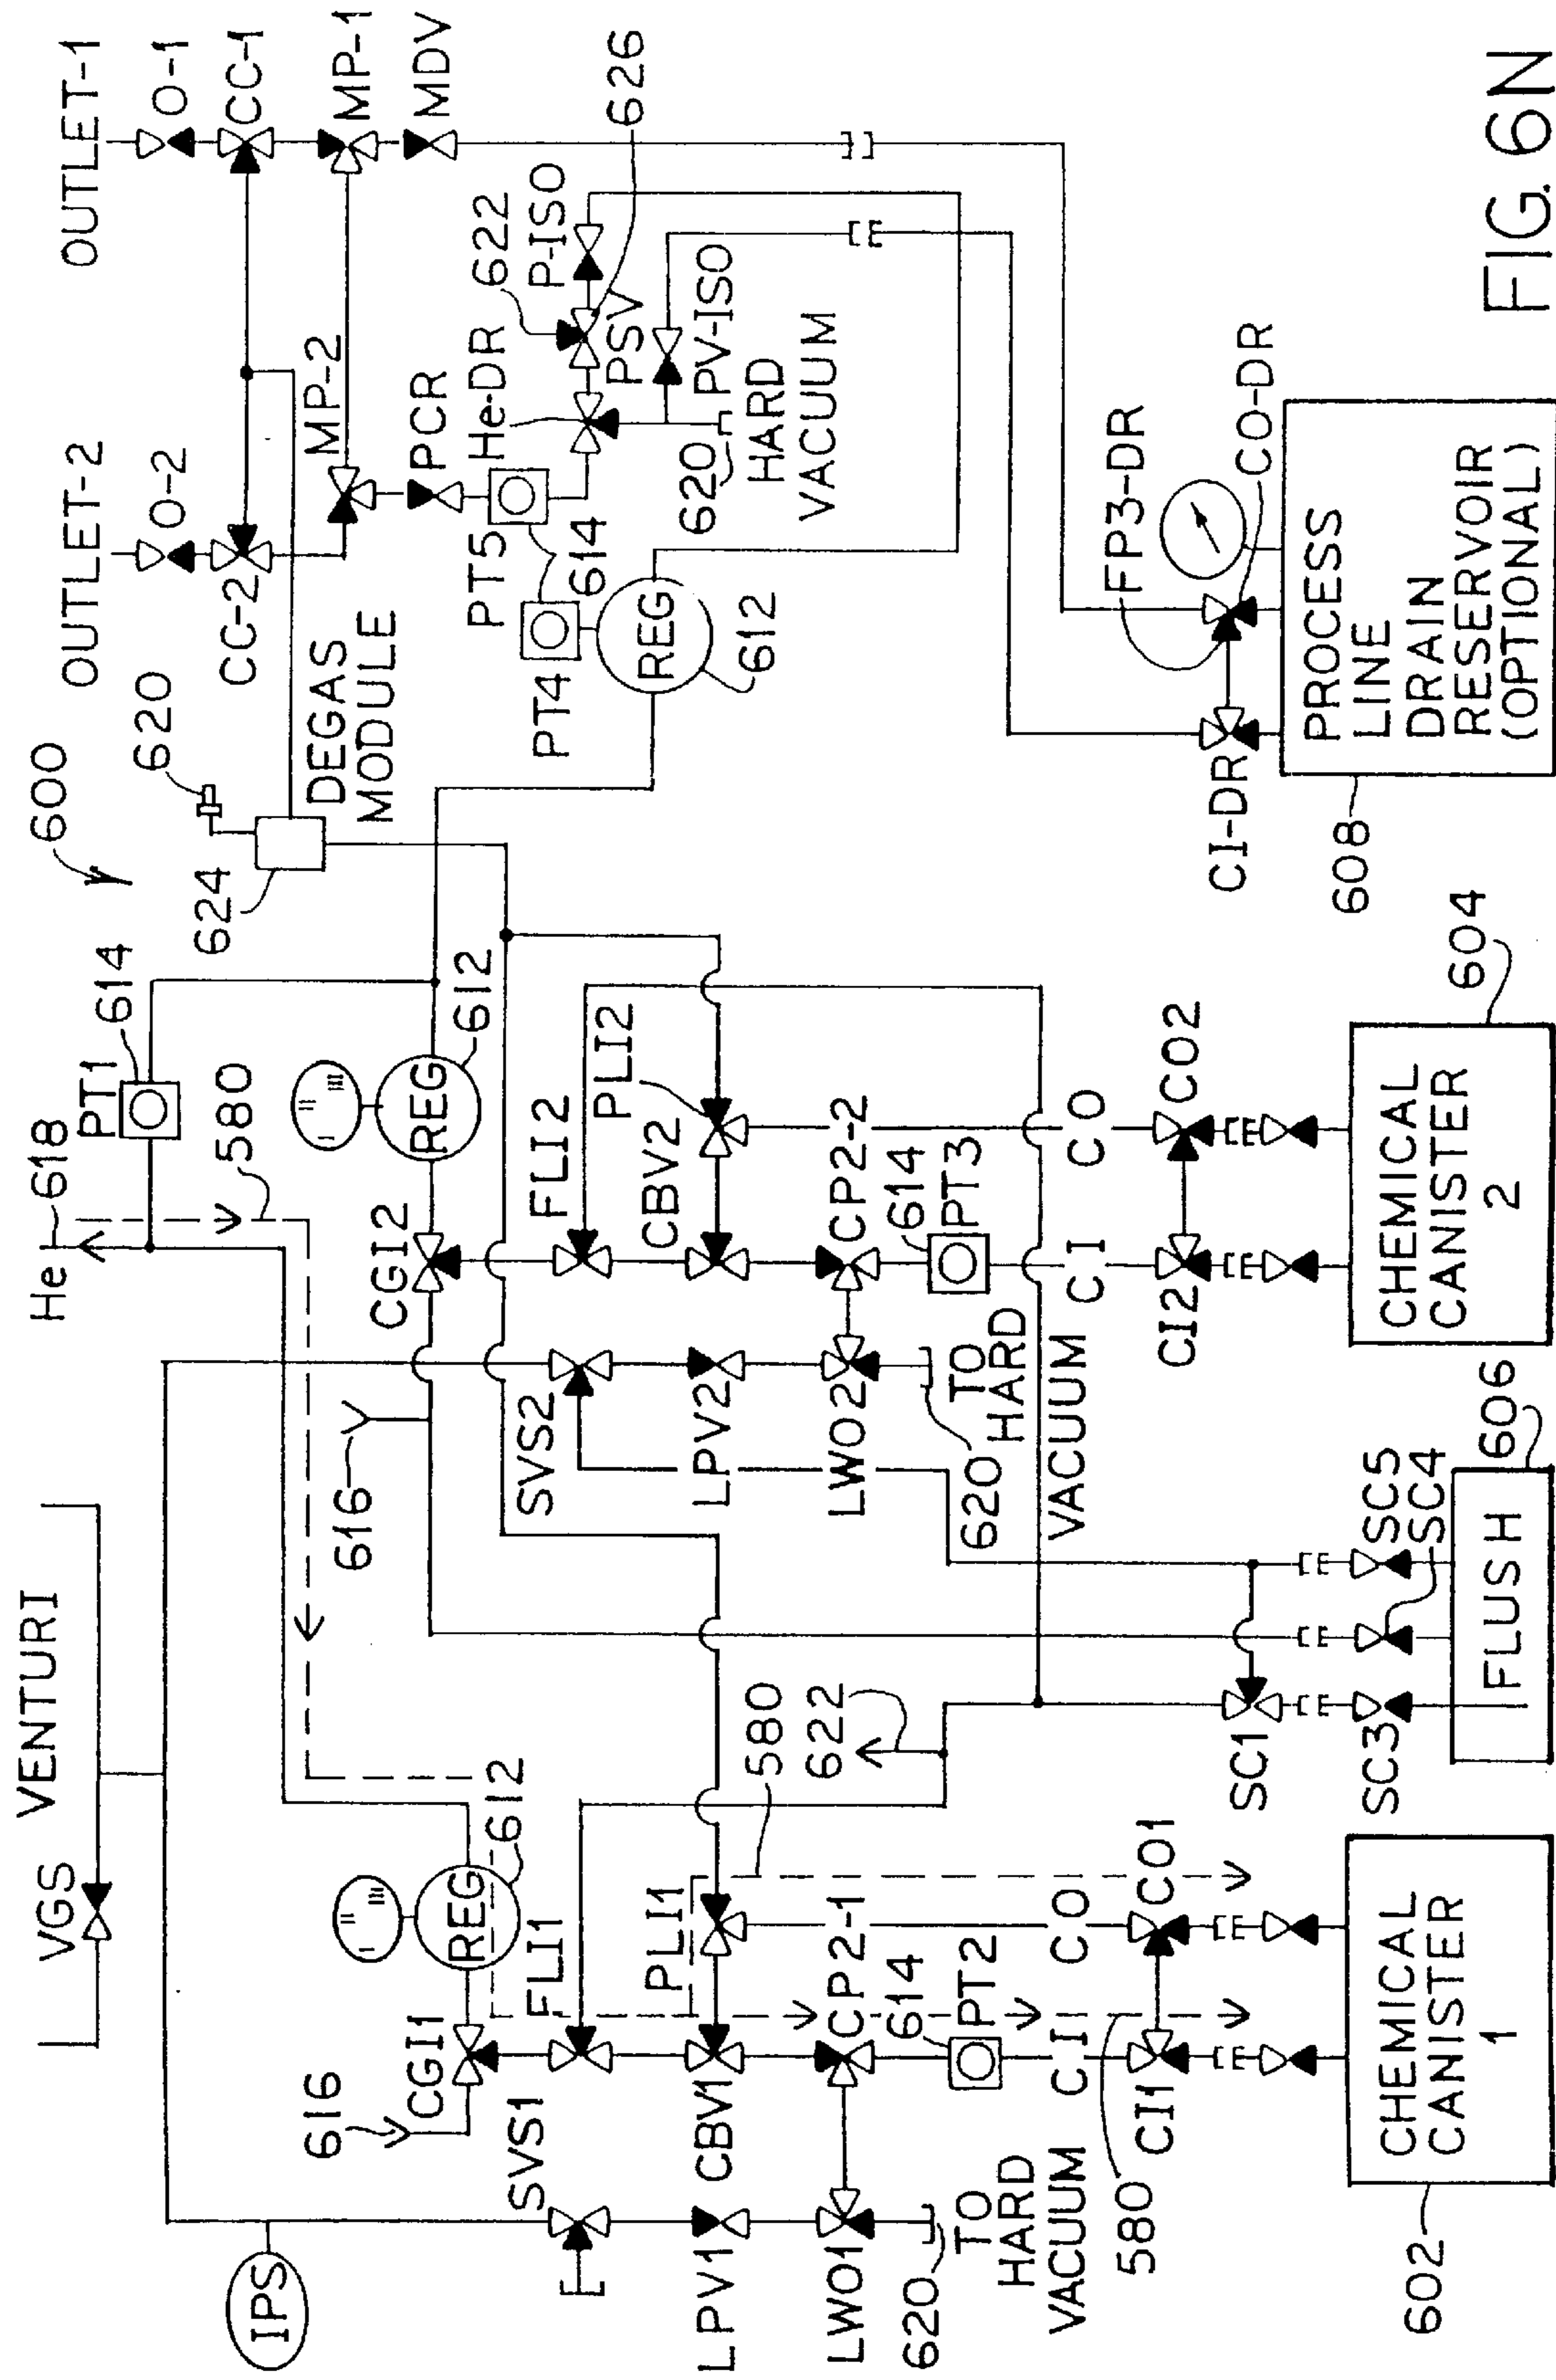 VGS
VENTURI
He
618
PT1
614
580
600
620
624
DEGAS
MODULE
OUTLET-2
O-2
CC-2
OUTLET-1
O-1
CC-1
MP-1
MDV
MP-2
PCR
PT5
614
PT4
REG
612
He-DR
622
P-ISO
PSV
626
PV-ISO
620
HARD
VACUUM
IPS
616
CGI1
REG
612
SVS1
FLI1
PLI1
580
622
LPV1
CBV1
CP2-1
614
PT2
LWO1
620
TO
HARD
VACUUM
CI
CO
580
CI1
CO1
616
CGI2
REG
612
SVS2
FLI2
PLI2
CBV2
LPV2
LWO2
CP2-2
614
PT3
620
TO
HARD
VACUUM
CI
CO
CI2
CO2
SC1
SC3
SC5
SC4
606
FLUSH
602
CHEMICAL
CANISTER
1
604
CHEMICAL
CANISTER
2
CI-DR
FP3-DR
CO-DR
608
PROCESS
LINE
DRAIN
RESERVOIR
(OPTIONAL)
FIG. 6N